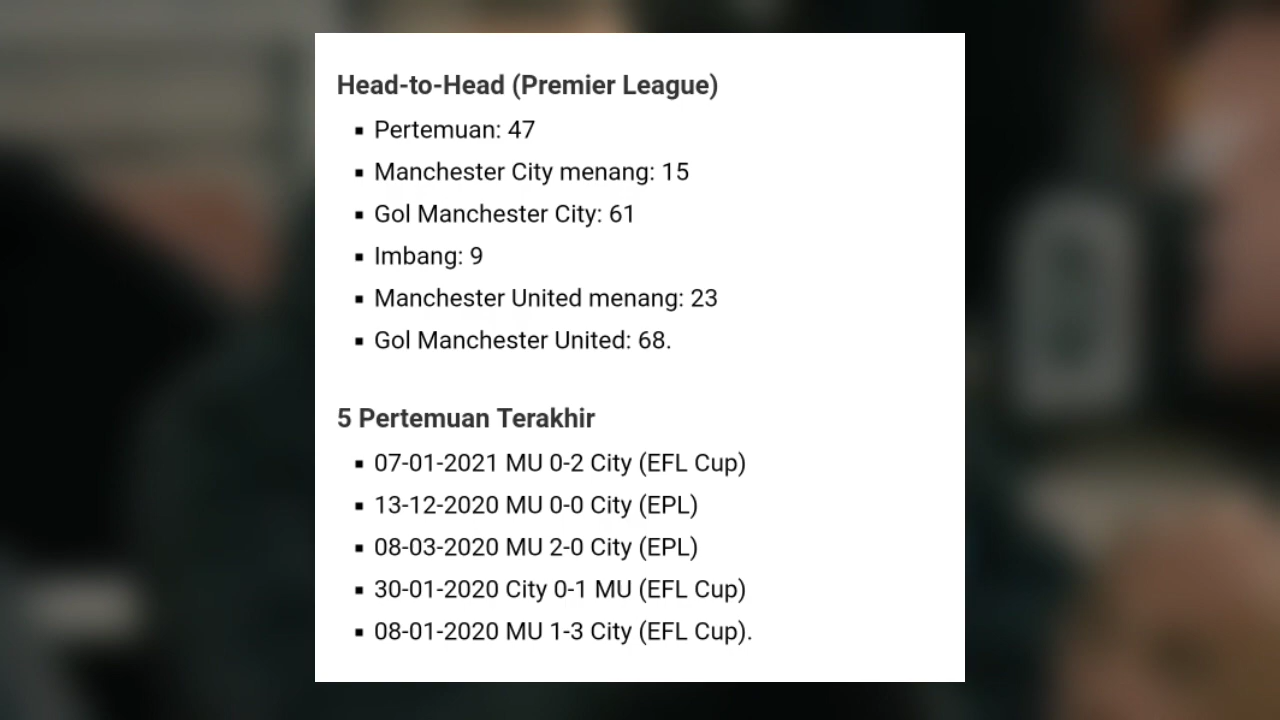 Head-to-Head (Premier League)
▪ Pertemuan: 47
▪ Manchester City menang: 15
▪ Gol Manchester City: 61
▪ Imbang: 9
▪ Manchester United menang: 23
▪ Gol Manchester United: 68.
5 Pertemuan Terakhir
▪ 07-01-2021 MU 0-2 City (EFL Cup)
▪ 13-12-2020 MU 0-0 City (EPL)
▪ 08-03-2020 MU 2-0 City (EPL)
▪ 30-01-2020 City 0-1 MU (EFL Cup)
▪ 08-01-2020 MU 1-3 City (EFL Cup).